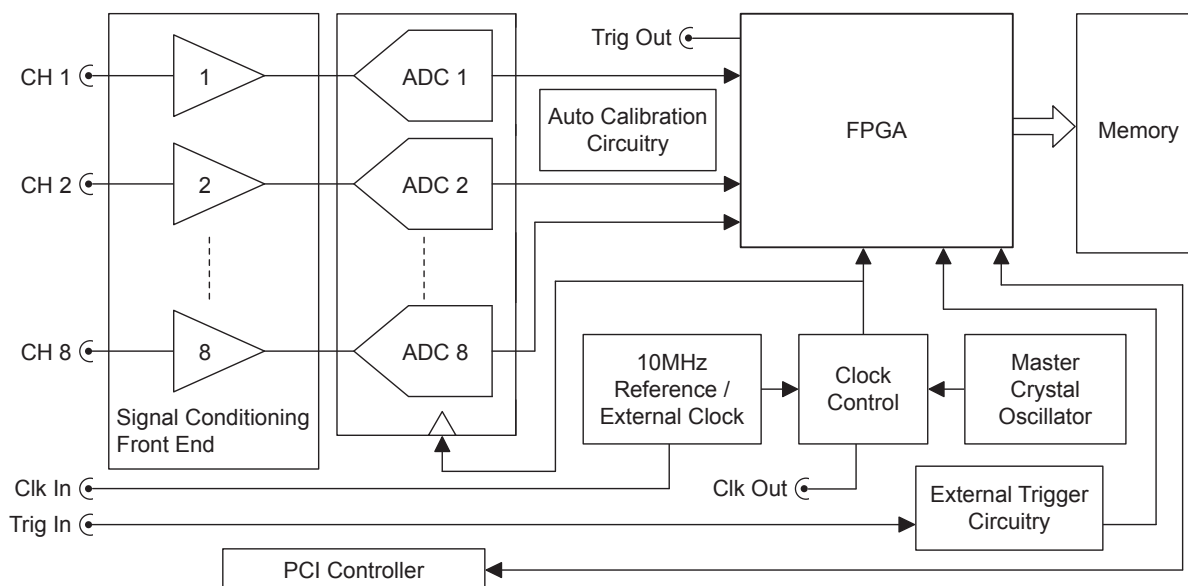 Trig Out
CH 1
1
ADC 1
Auto Calibration
Circuitry
FPGA
Memory
CH 2
2
ADC 2
CH 8
8
ADC 8
Signal Conditioning
Front End
10MHz
Reference /
External Clock
Clock
Control
Master
Crystal
Oscillator
Clk In
Clk Out
External Trigger
Circuitry
Trig In
PCI Controller